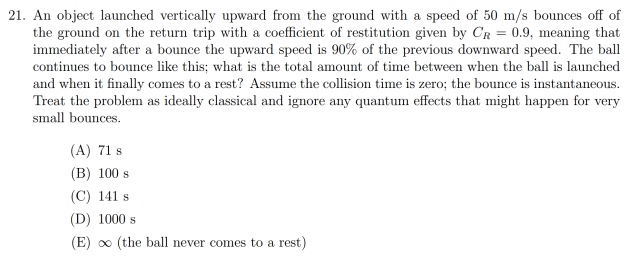 21. An object launched vertically upward from the ground with a speed of 50 m/s bounces off of
the ground on the return trip with a coefficient of restitution given by C_R = 0.9, meaning that
immediately after a bounce the upward speed is 90% of the previous downward speed. The ball
continues to bounce like this; what is the total amount of time between when the ball is launched
and when it finally comes to a rest? Assume the collision time is zero; the bounce is instantaneous.
Treat the problem as ideally classical and ignore any quantum effects that might happen for very
small bounces.
(A) 71 s
(B) 100 s
(C) 141 s
(D) 1000 s
(E) ∞ (the ball never comes to a rest)